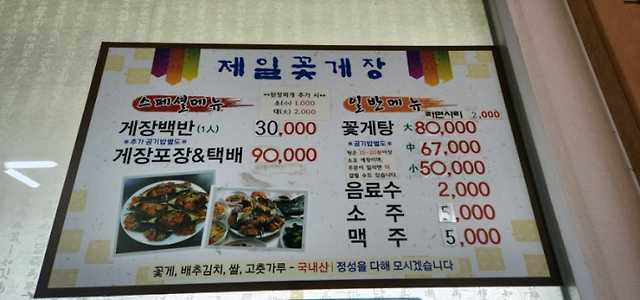 제일꽃게장
스페셜메뉴
**된장찌개 추가 시**
소(小) 1,000
대(大) 2,000
게장백반(1人) 30,000
※추가 공기밥별도※
게장포장&택배 90,000
일반메뉴
라면사리 2,000
꽃게탕 大 80,000
※공기밥별도※
中 67,000
小 50,000
음료수 2,000
소주 5,000
맥주 5,000
꽃게, 배추김치, 쌀, 고춧가루 - 국내산 | 정성을 다해 모시겠습니다